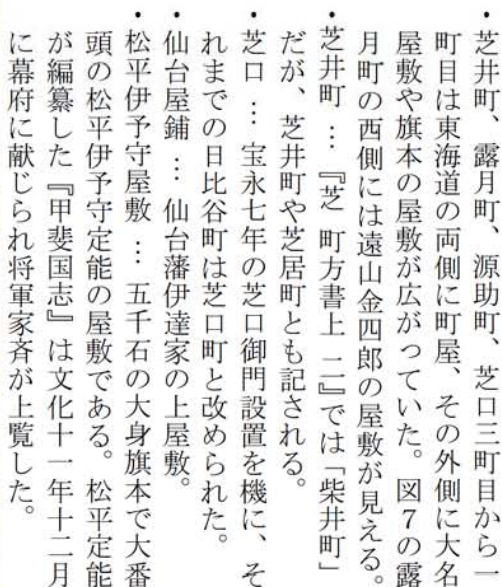 ・芝井町、露月町、源助町、芝口三町目から一
町目は東海道の両側に町屋、その外側に大名
屋敷や旗本の屋敷が広がっていた。図7の露
月町の西側には遠山金四郎の屋敷が見える。
・芝井町 … 『芝 町方書上 二』では「柴井町」
だが、芝井町や芝居町とも記される。
・芝口 … 宝永七年の芝口御門設置を機に、そ
れまでの日比谷町は芝口町と改められた。
・仙台屋鋪 … 仙台藩伊達家の上屋敷。
・松平伊予守屋敷 … 五千石の大身旗本で大番
頭の松平伊予守定能の屋敷である。松平定能
が編纂した『甲斐国志』は文化十一年十二月
に幕府に献じられ将軍家斉が上覧した。